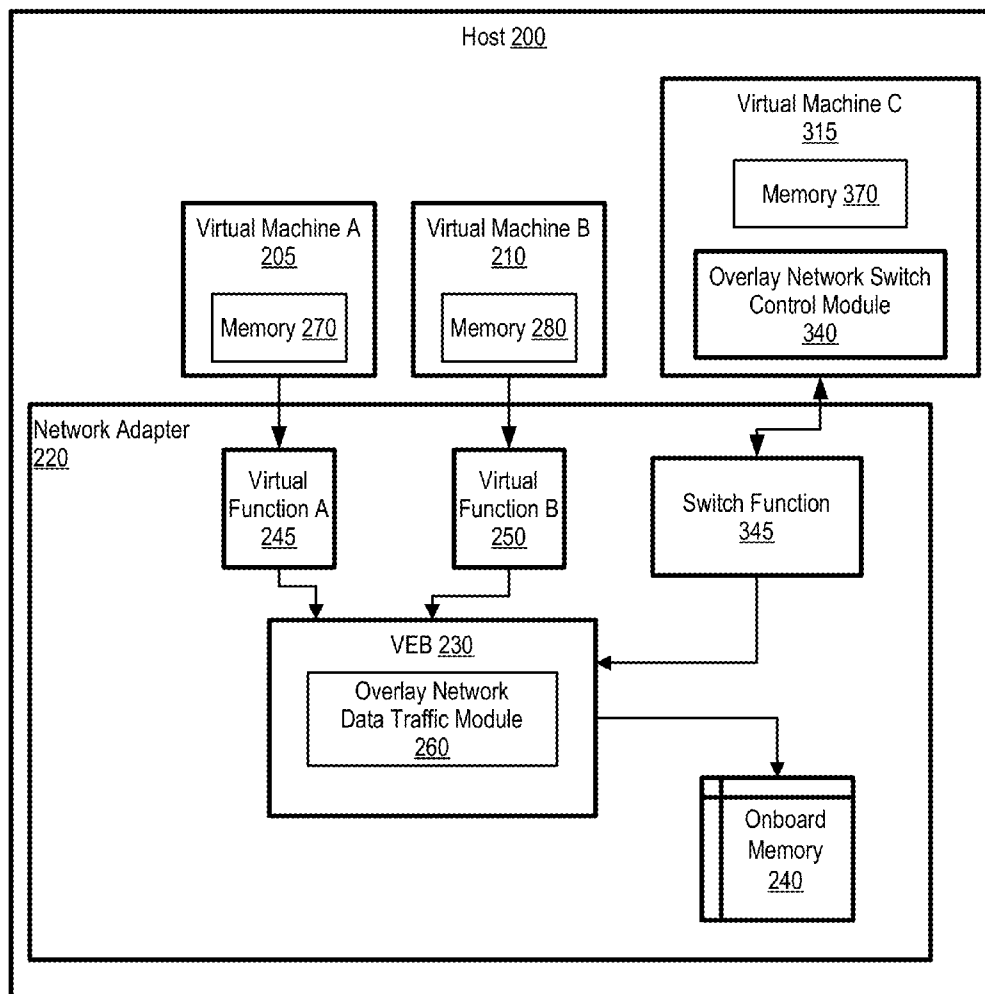 Host 200
Virtual Machine C
315
Memory 370
Overlay Network Switch
Control Module
340
Virtual Machine A
205
Memory 270
Virtual Machine B
210
Memory 280
Network Adapter
220
Virtual
Function A
245
Virtual
Function B
250
Switch Function
345
VEB 230
Overlay Network
Data Traffic Module
260
Onboard
Memory
240